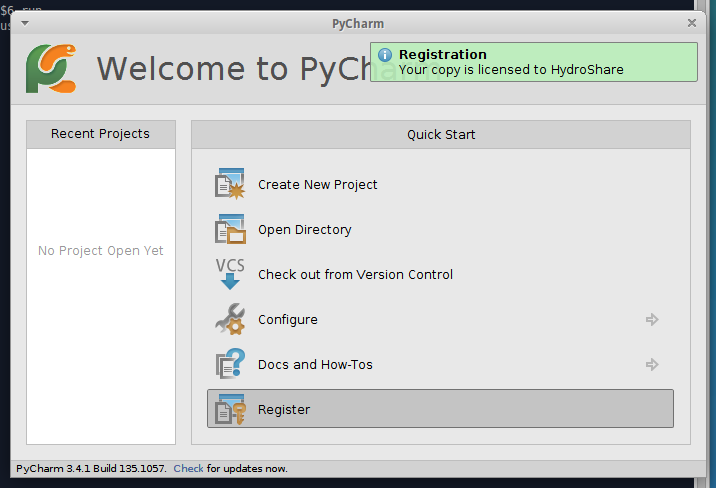 $6 run
us
PyCharm
Welcome to PyCharm
Registration
Your copy is licensed to HydroShare
Recent Projects
Quick Start
No Project Open Yet
Create New Project
Open Directory
VCS
Check out from Version Control
Configure
Docs and How-Tos
Register
PyCharm 3.4.1 Build 135.1057. Check for updates now.